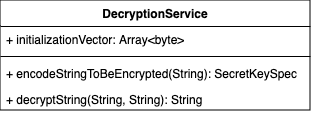 DecryptionService
+ initializationVector: Array<byte>
+ encodeStringToBeEncrypted(String): SecretKeySpec
+ decryptString(String, String): String